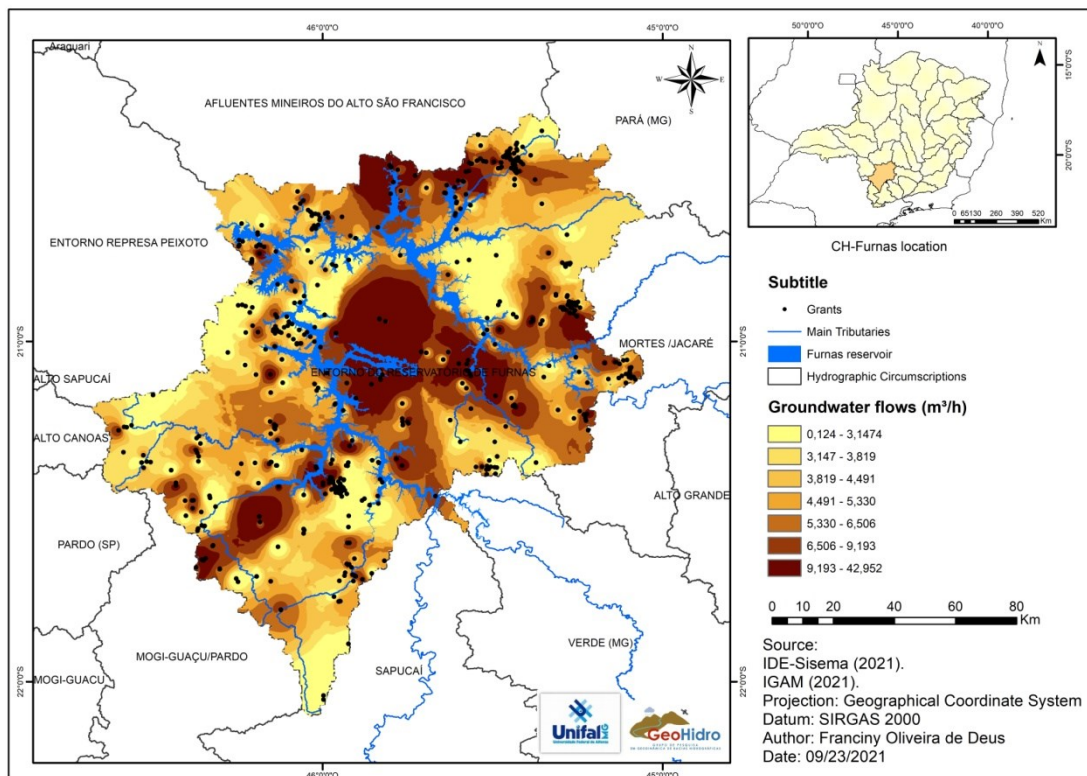 46°0'0"O
45°0'0"O
Araguari
AFLUENTES MINEIROS DO ALTO SÃO FRANCISCO
N
W
E
S
PARÁ (MG)
ENTORNO REPRESA PEIXOTO
21°0'0"S
21°0'0"S
MORTES /JACARÉ
ENTORNO DO RESERVATÓRIO DE FURNAS
ALTO SAPUCAÍ
ALTO CANOAS
ALTO GRANDE
PARDO (SP)
VERDE (MG)
MOGI-GUAÇU/PARDO
SAPUCAÍ
MOGI-GUACU
22°0'0"S
22°0'0"S
46°0'0"O
45°0'0"O
Unifal MG
Universidade Federal de Alfenas
GeoHidro
50°0'0"O
45°0'0"O
40°0'0"O
N
15°0'0"S
20°0'0"S
0 65130 260 390 520
Km
CH-Furnas location
Subtitle
Grants
Main Tributaries
Furnas reservoir
Hydrographic Circumscriptions
Groundwater flows (m³/h)
0,124 - 3,1474
3,147 - 3,819
3,819 - 4,491
4,491 - 5,330
5,330 - 6,506
6,506 - 9,193
9,193 - 42,952
0 10 20 40 60 80
Km
Source:
IDE-Sisema (2021).
IGAM (2021).
Projection: Geographical Coordinate System
Datum: SIRGAS 2000
Author: Franciny Oliveira de Deus
Date: 09/23/2021